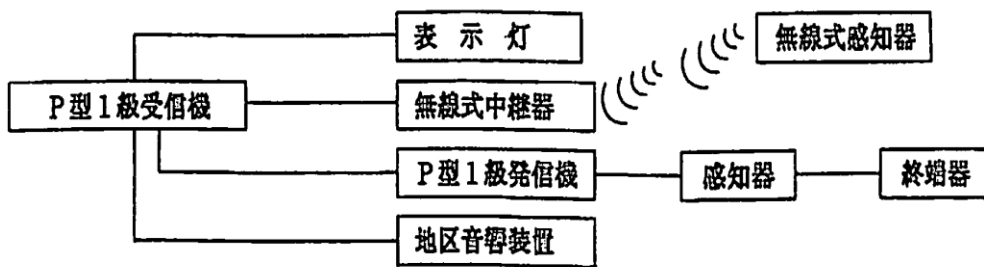 表示灯
無線式感知器
P型1級受信機
無線式中継器
P型1級発信機
感知器
終端器
地区音響装置